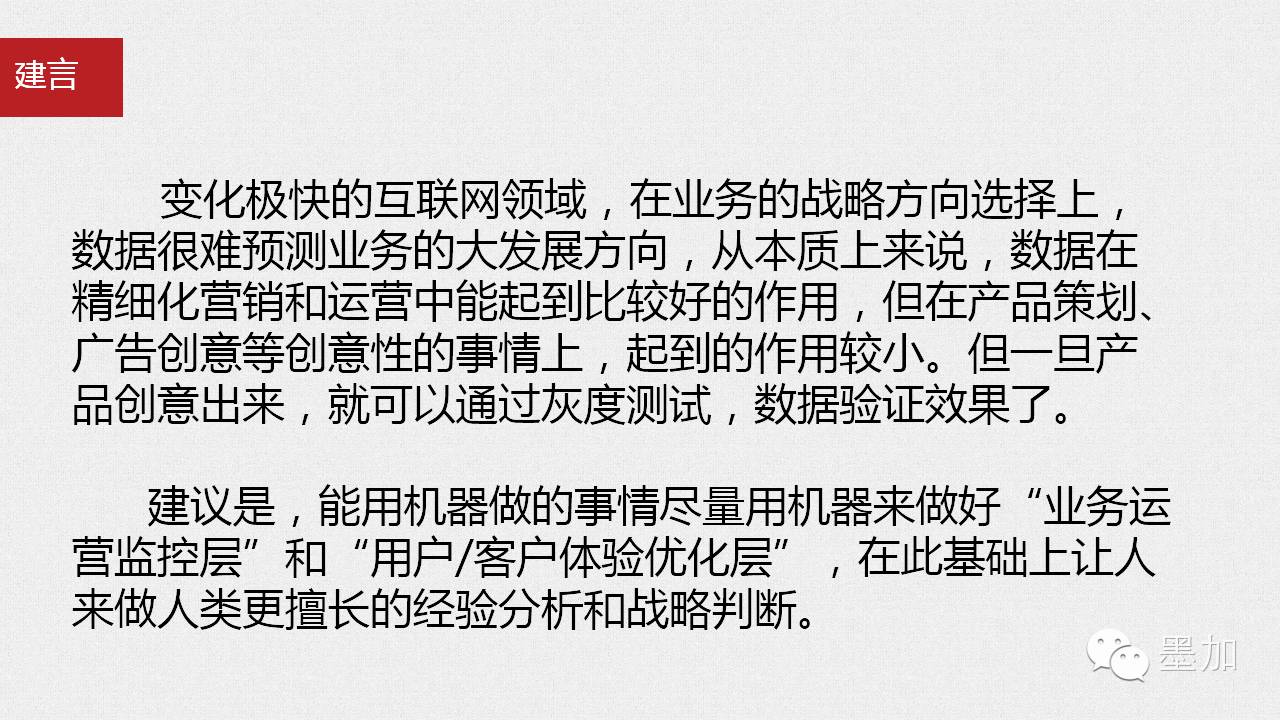 建言
变化极快的互联网领域，在业务的战略方向选择上，
数据很难预测业务的大发展方向，从本质上来说，数据在
精细化营销和运营中能起到比较好的作用，但在产品策划、
广告创意等创意性的事情上，起到的作用较小。但一旦产
品创意出来，就可以通过灰度测试，数据验证效果了。
建议是，能用机器做的事情尽量用机器来做好“业务运
营监控层”和“用户/客户体验优化层”，在此基础上让人
来做人类更擅长的经验分析和战略判断。
墨加